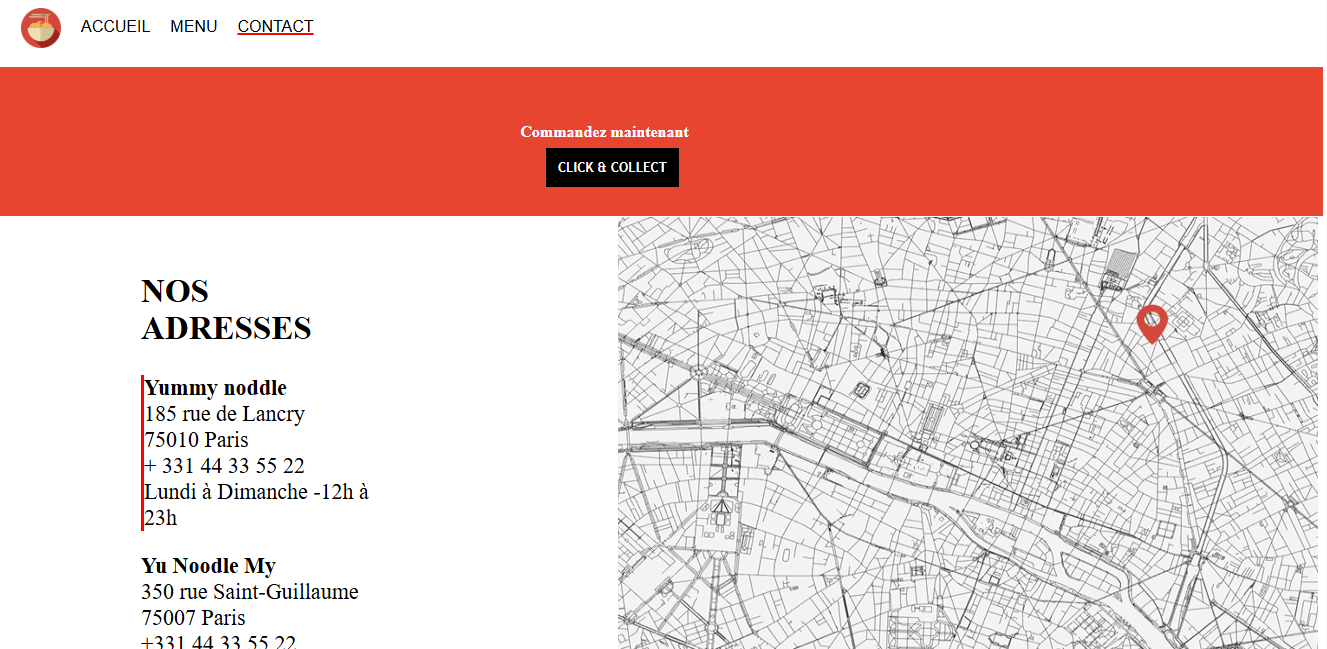 ACCUEIL MENU CONTACT
Commandez maintenant
CLICK & COLLECT
NOS
ADRESSES
Yummy noddle
185 rue de Lancry
75010 Paris
+ 331 44 33 55 22
Lundi à Dimanche -12h à
23h
Yu Noodle My
350 rue Saint-Guillaume
75007 Paris
+331 44 33 55 22